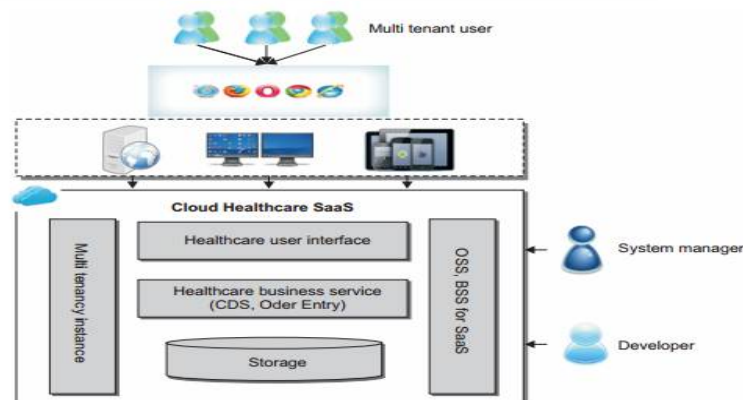 Multi tenant user
Cloud Healthcare SaaS
Multi tenancy instance
Healthcare user interface
Healthcare business service
(CDS, Oder Entry)
Storage
OSS, BSS for SaaS
System manager
Developer